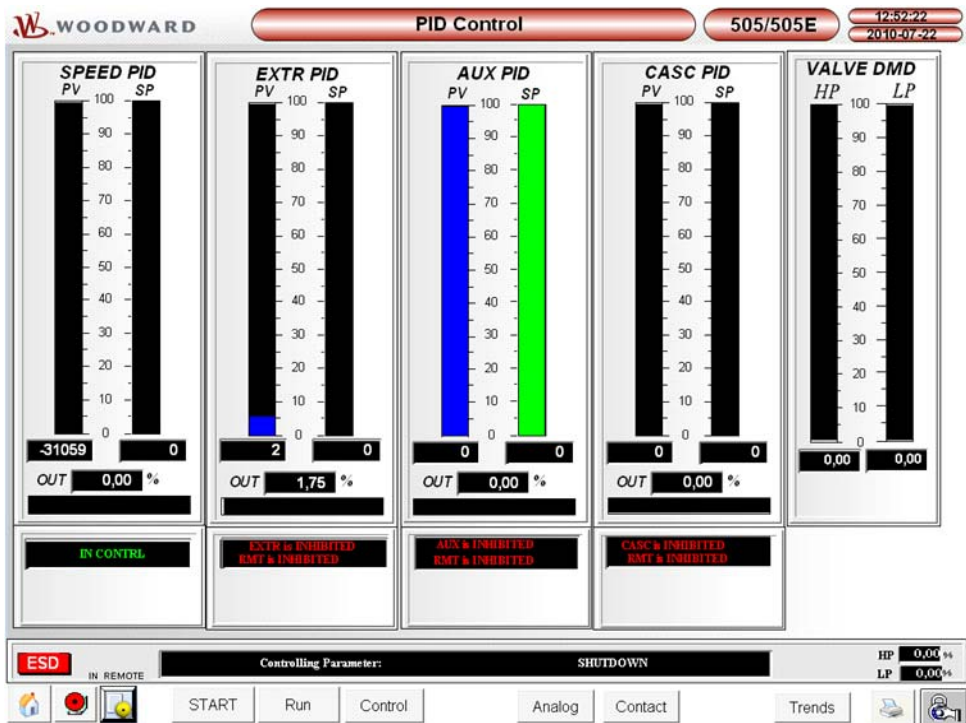 WOODWARD
PID Control
505/505E
12:52:22
2010-07-22
SPEED PID
PV SP
100
90
80
70
60
50
40
30
20
10
0
-31059 0
OUT 0,00 %
IN CONTRL
EXTR PID
PV SP
100
90
80
70
60
50
40
30
20
10
0
2 0
OUT 1,75 %
EXTR is INHIBITED
RMT is INHIBITED
AUX PID
PV SP
100
90
80
70
60
50
40
30
20
10
0
0 0
OUT 0,00 %
AUX is INHIBITED
RMT is INHIBITED
CASC PID
PV SP
100
90
80
70
60
50
40
30
20
10
0
0 0
OUT 0,00 %
CASC is INHIBITED
RMT is INHIBITED
VALVE DMD
HP LP
100
90
80
70
60
50
40
30
20
10
0
0,00 0,00
ESD
IN REMOTE
Controlling Parameter: SHUTDOWN
HP 0,00 %
LP 0,00 %
START Run Control Analog Contact Trends